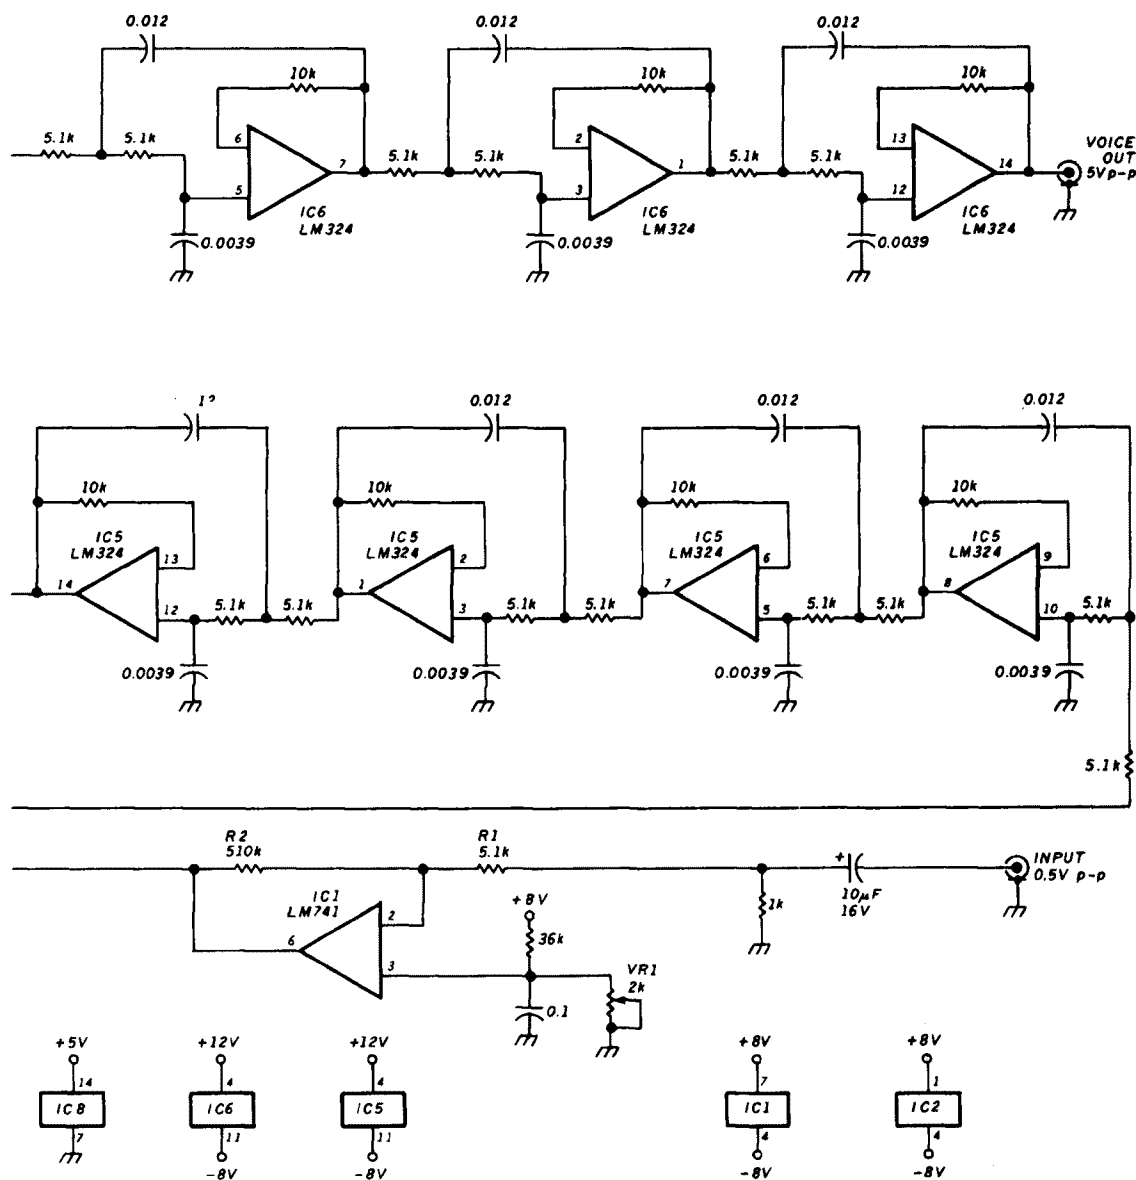 0.012 0.012 0.012
10k 10k 10k
5.1k 5.1k 6 7 5.1k 5.1k 2 1 5.1k 5.1k 13 14
VOICE
OUT
5Vp-p
5 3 12
IC6
LM324
IC6
LM324
IC6
LM324
0.0039 0.0039 0.0039
0.012 0.012 0.012
10k 10k 10k 10k
IC5
LM324
IC5
LM324
IC5
LM324
IC5
LM324
13 2 6 9
14 1 7 8
12 5.1k 5.1k 3 5.1k 5.1k 5 5.1k 5.1k 10 5.1k
0.0039 0.0039 0.0039 0.0039
5.1k
R2
510k
R1
5.1k
+
10µF
16V
INPUT
0.5V p-p
IC1
LM741
2
6
3
+8V
36k
1k
VR1
2k
0.1
+5V +12V +12V +8V +8V
14 4 4 7 1
IC8 IC6 IC5 IC1 IC2
7 11 11 4 4
-8V -8V -8V -8V